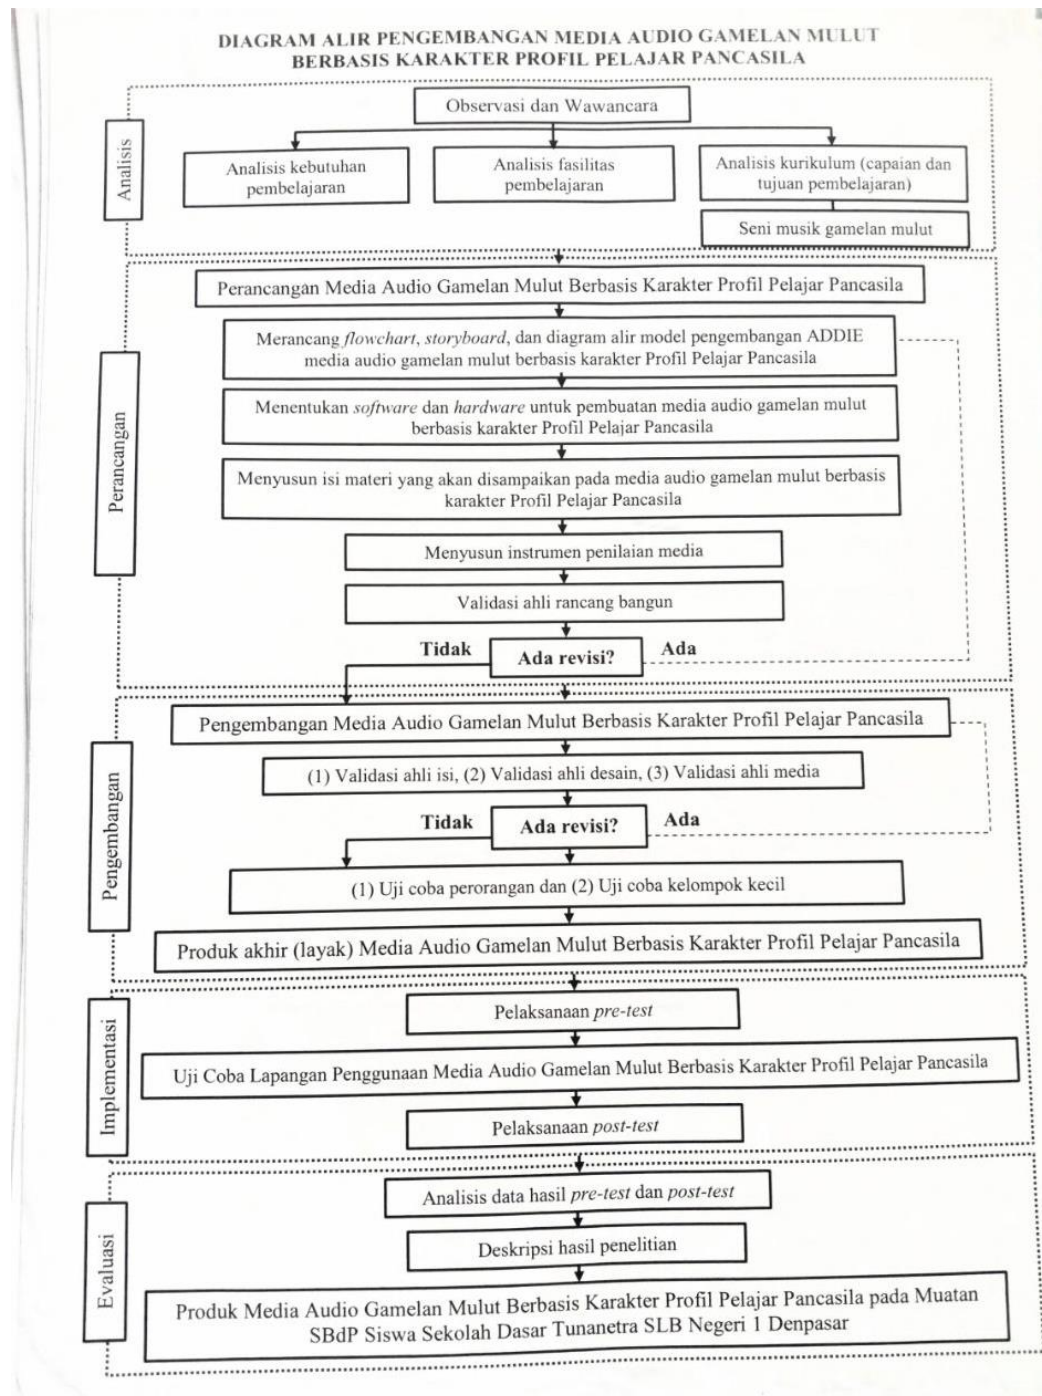 DIAGRAM ALIR PENGEMBANGAN MEDIA AUDIO GAMELAN MULUT
BERBASIS KARAKTER PROFIL PELAJAR PANCASILA
Analisis
Observasi dan Wawancara
Analisis kebutuhan
pembelajaran
Analisis fasilitas
pembelajaran
Analisis kurikulum (capaian dan
tujuan pembelajaran)
Seni musik gamelan mulut
Perancangan
Perancangan Media Audio Gamelan Mulut Berbasis Karakter Profil Pelajar Pancasila
Merancang flowchart, storyboard, dan diagram alir model pengembangan ADDIE
media audio gamelan mulut berbasis karakter Profil Pelajar Pancasila
Menentukan software dan hardware untuk pembuatan media audio gamelan mulut
berbasis karakter Profil Pelajar Pancasila
Menyusun isi materi yang akan disampaikan pada media audio gamelan mulut berbasis
karakter Profil Pelajar Pancasila
Menyusun instrumen penilaian media
Validasi ahli rancang bangun
Tidak
Ada revisi?
Ada
Pengembangan
Pengembangan Media Audio Gamelan Mulut Berbasis Karakter Profil Pelajar Pancasila
(1) Validasi ahli isi, (2) Validasi ahli desain, (3) Validasi ahli media
Tidak
Ada revisi?
Ada
(1) Uji coba perorangan dan (2) Uji coba kelompok kecil
Produk akhir (layak) Media Audio Gamelan Mulut Berbasis Karakter Profil Pelajar Pancasila
Implementasi
Pelaksanaan pre-test
Uji Coba Lapangan Penggunaan Media Audio Gamelan Mulut Berbasis Karakter Profil Pelajar Pancasila
Pelaksanaan post-test
Evaluasi
Analisis data hasil pre-test dan post-test
Deskripsi hasil penelitian
Produk Media Audio Gamelan Mulut Berbasis Karakter Profil Pelajar Pancasila pada Muatan
SBdP Siswa Sekolah Dasar Tunanetra SLB Negeri 1 Denpasar